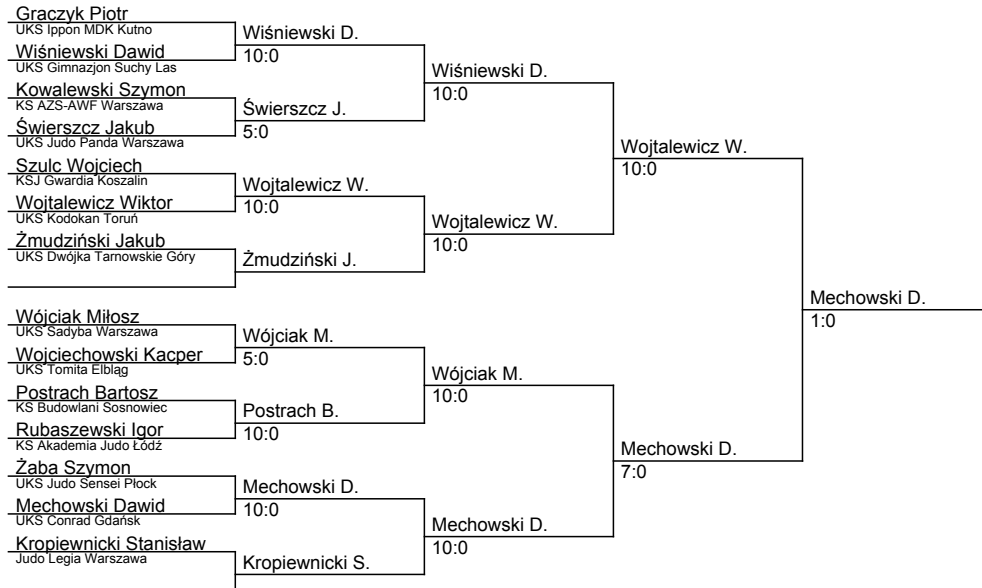 Graczyk Piotr
UKS Ippon MDK Kutno
Wiśniewski Dawid
UKS Gimnazjon Suchy Las
Kowalewski Szymon
KS AZS-AWF Warszawa
Świerszcz Jakub
UKS Judo Panda Warszawa
Szulc Wojciech
KSJ Gwardia Koszalin
Wojtalewicz Wiktor
UKS Kodokan Toruń
Żmudziński Jakub
UKS Dwójka Tarnowskie Góry
Wójciak Miłosz
UKS Sadyba Warszawa
Wojciechowski Kacper
UKS Tomita Elbląg
Postrach Bartosz
KS Budowlani Sosnowiec
Rubaszewski Igor
KS Akademia Judo Łódź
Żaba Szymon
UKS Judo Sensei Płock
Mechowski Dawid
UKS Conrad Gdańsk
Kropiewnicki Stanisław
Judo Legia Warszawa
Wiśniewski D.
10:0
Świerszcz J.
5:0
Wojtalewicz W.
10:0
Żmudziński J.
Wójciak M.
5:0
Postrach B.
10:0
Mechowski D.
10:0
Kropiewnicki S.
Wiśniewski D.
10:0
Wojtalewicz W.
10:0
Wójciak M.
10:0
Mechowski D.
10:0
Wojtalewicz W.
10:0
Mechowski D.
7:0
Mechowski D.
1:0